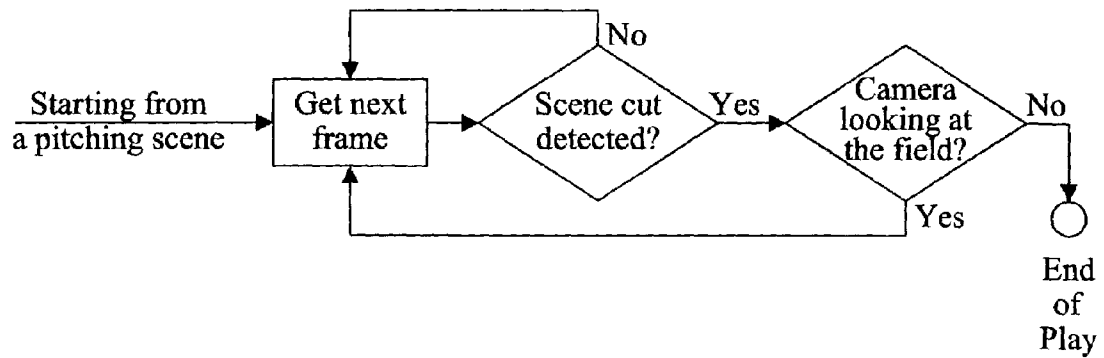 Starting from
a pitching scene
Get next
frame
No
Scene cut
detected?
Yes
Camera
looking at
the field?
Yes
No
End
of
Play